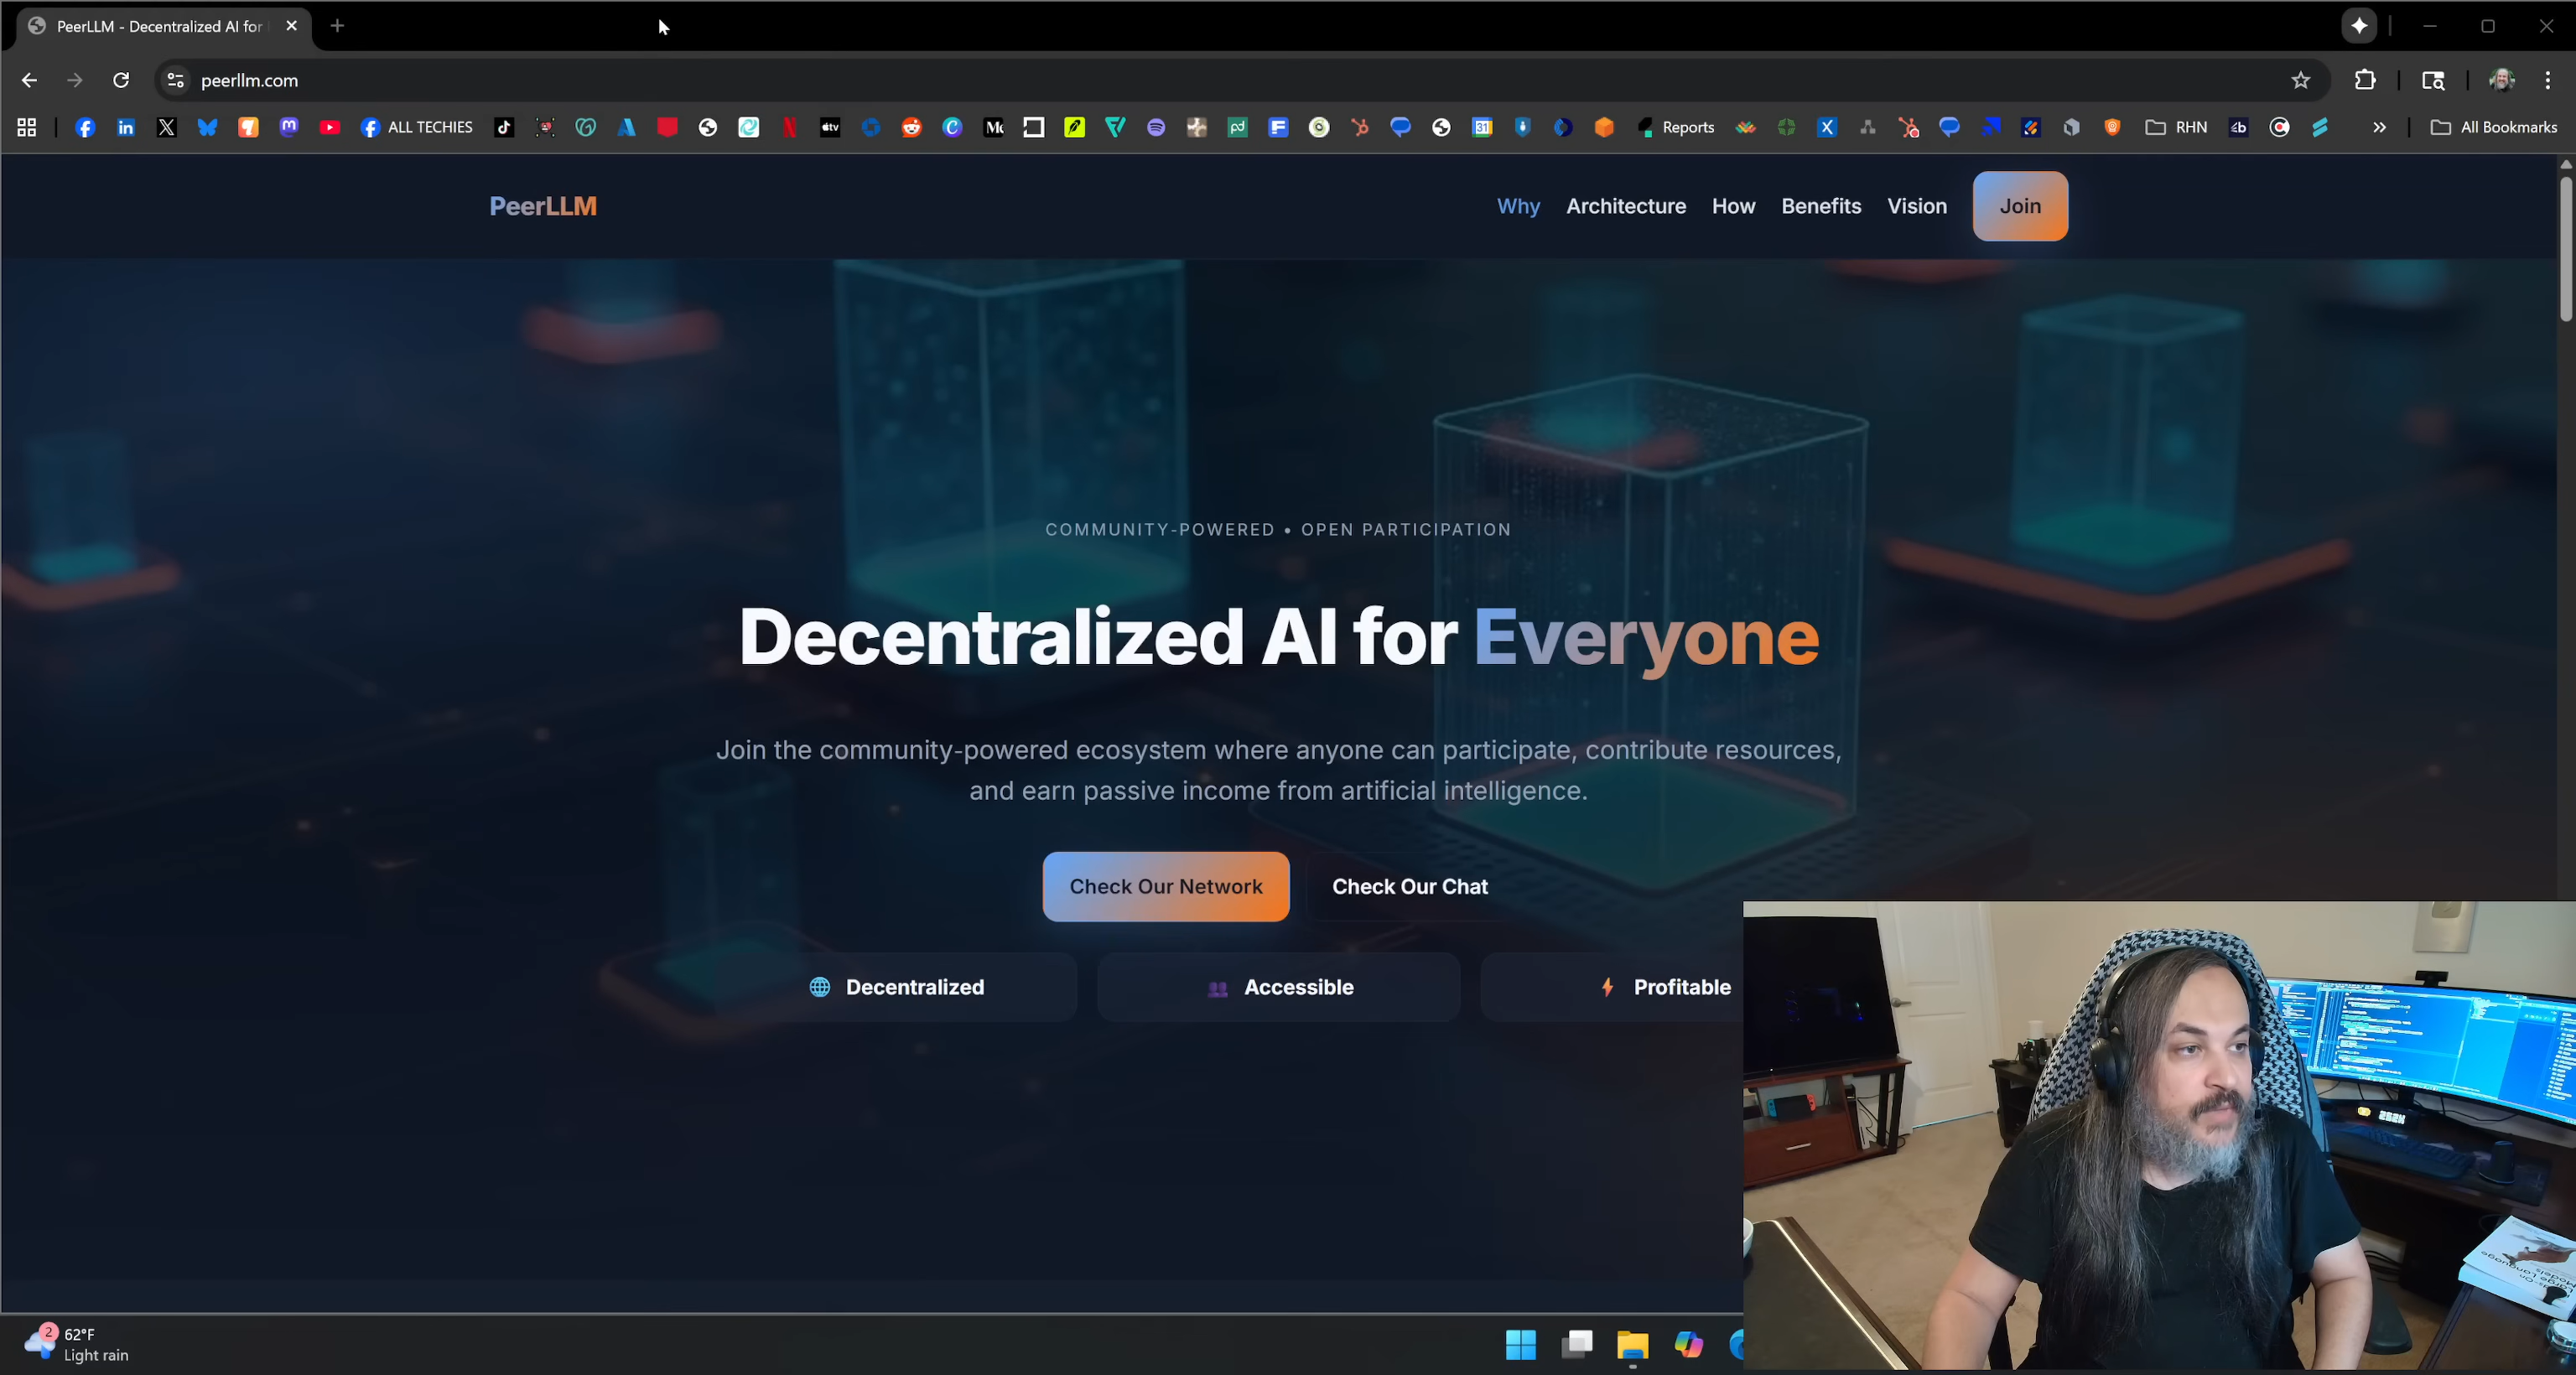 PeerLLM - Decentralized AI for
peerllm.com
ALL TECHIES
Reports
RHN
All Bookmarks
PeerLLM
Why
Architecture
How
Benefits
Vision
Join
COMMUNITY-POWERED • OPEN PARTICIPATION
Decentralized AI for Everyone
Join the community-powered ecosystem where anyone can participate, contribute resources,
and earn passive income from artificial intelligence.
Check Our Network
Check Our Chat
Decentralized
Accessible
Profitable
2
62°F
Light rain